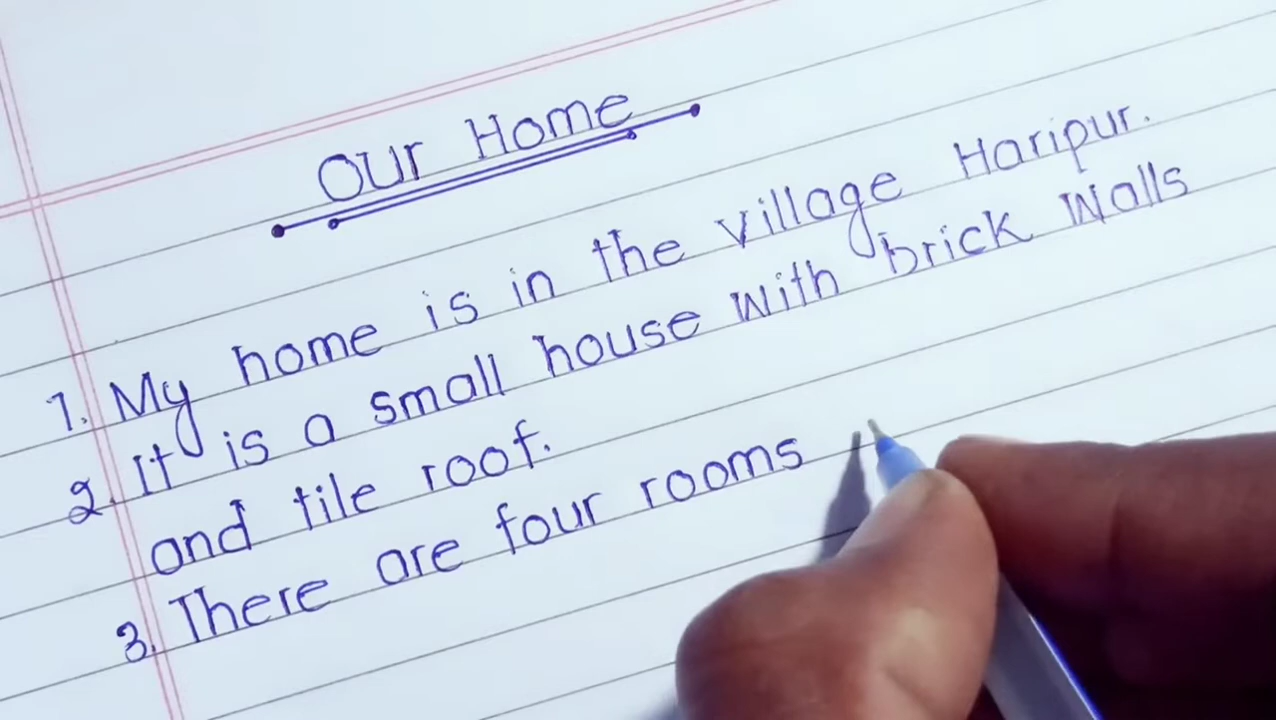 Our Home
1. My home is in the village Haripur.
2. It is a small house with brick walls
and tile roof.
3. There are four rooms